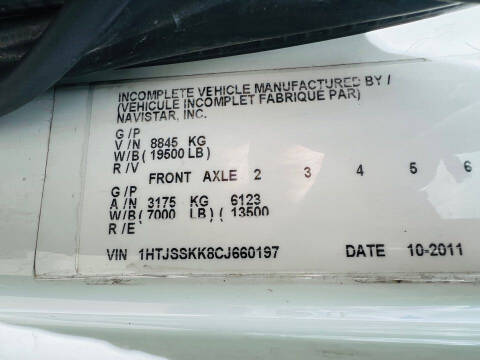 INCOMPLETE VEHICLE MANUFACTURED BY /
(VEHICULE INCOMPLET FABRIQUE PAR)
NAVISTAR, INC.
G/P
V/N 8845 KG
W/B( 19500 LB)
R/V
FRONT AXLE 2 3 4 5 6
G/P
A/N 3175 KG 6123
W/B( 7000 LB) ( 13500
R/E
VIN 1HTJSSKK8CJ660197 DATE 10-2011